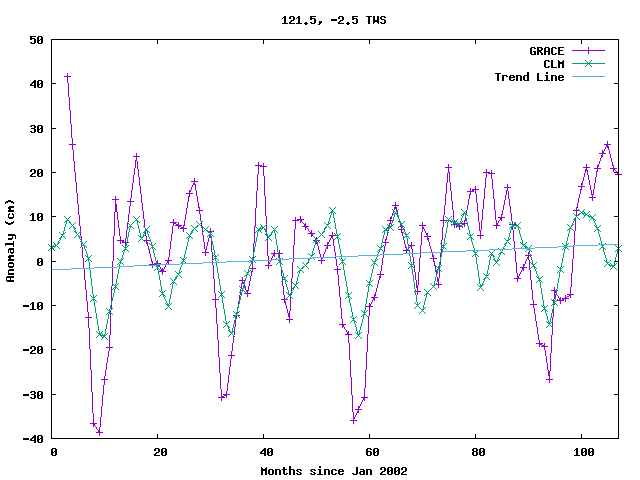 121.5, -2.5 TWS
GRACE
CLM
Trend Line
50
40
30
20
10
0
-10
-20
-30
-40
Anomaly (cm)
0 20 40 60 80 100
Months since Jan 2002